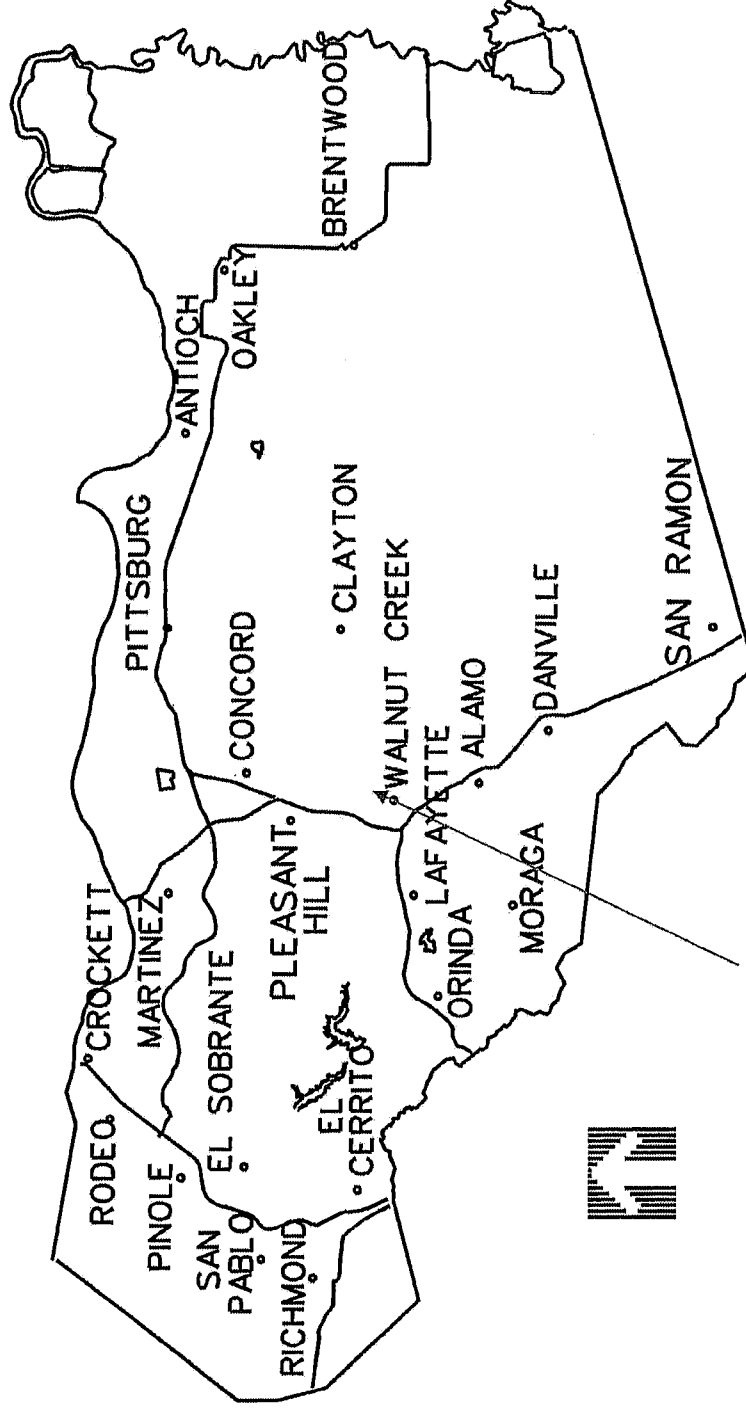 CROCKETT
RODEO
MARTINEZ
PINOLE
PITTSBURG
ANTIOCH
OAKLEY
BRENTWOOD
CONCORD
EL SOBRANTE
SAN
PABLO
RICHMOND
PLEASANT
HILL
CLAYTON
EL
CERRITO
WALNUT CREEK
LAFAYETTE
ORINDA
ALAMO
MORAGA
DANVILLE
SAN RAMON